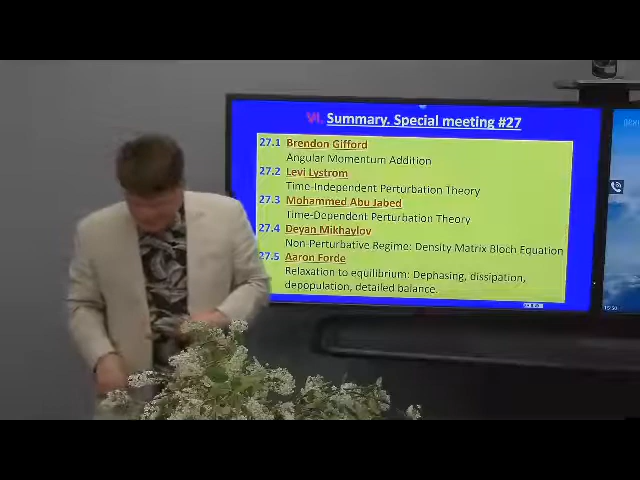 VI. Summary. Special meeting #27
27.1 Brendon Gifford
Angular Momentum Addition
27.2 Levi Lystrom
Time-Independent Perturbation Theory
27.3 Mohammed Abu Jabed
Time-Dependent Perturbation Theory
27.4 Deyan Mikhaylov
Non-Perturbative Regime: Density Matrix Bloch Equation
27.5 Aaron Forde
Relaxation to equilibrium: Dephasing, dissipation,
depopulation, detailed balance.